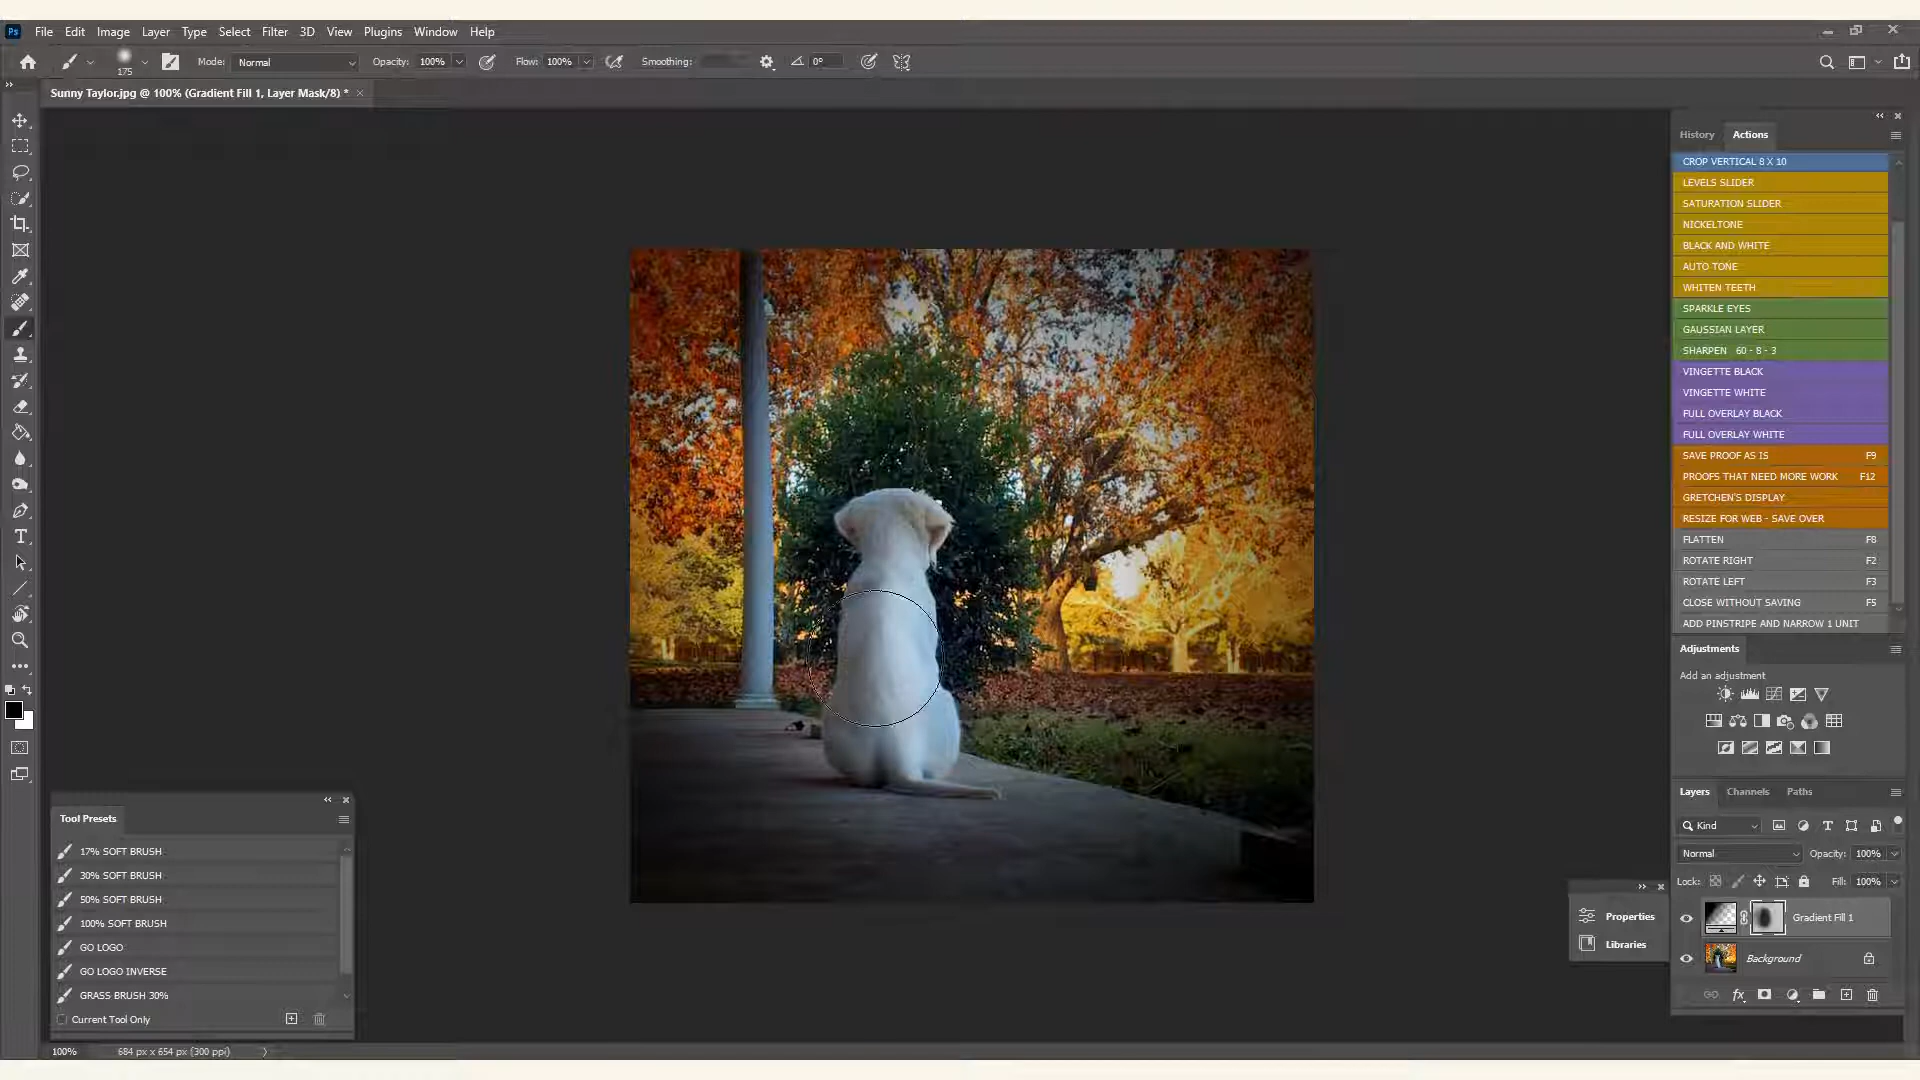 Ps File Edit Image Layer Type Select Filter 3D View Plugins Window Help
175 Mode: Normal Opacity: 100% Flow: 100% Smoothing: 0°
Sunny Taylor.jpg @ 100% (Gradient Fill 1, Layer Mask/8) *
History Actions
CROP VERTICAL 8 X 10
LEVELS SLIDER
SATURATION SLIDER
NICKELTONE
BLACK AND WHITE
AUTO TONE
WHITEN TEETH
SPARKLE EYES
GAUSSIAN LAYER
SHARPEN 60 - 8 - 3
VINGETTE BLACK
VINGETTE WHITE
FULL OVERLAY BLACK
FULL OVERLAY WHITE
SAVE PROOF AS IS F9
PROOFS THAT NEED MORE WORK F12
GRETCHEN'S DISPLAY
RESIZE FOR WEB - SAVE OVER
FLATTEN F8
ROTATE RIGHT F2
ROTATE LEFT F3
CLOSE WITHOUT SAVING F5
ADD PINSTRIPE AND NARROW 1 UNIT
Adjustments
Add an adjustment
Layers Channels Paths
Kind
Normal Opacity: 100%
Lock: Fill: 100%
Gradient Fill 1
Background
Properties
Libraries
Tool Presets
17% SOFT BRUSH
30% SOFT BRUSH
50% SOFT BRUSH
100% SOFT BRUSH
GO LOGO
GO LOGO INVERSE
GRASS BRUSH 30%
Current Tool Only
100% 684 px x 654 px (300 ppi)